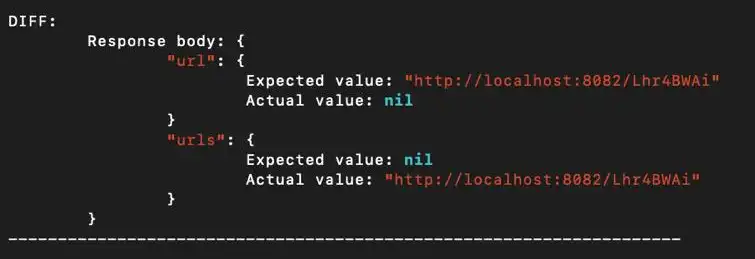 DIFF:
Response body: {
"url": {
Expected value: "http://localhost:8082/Lhr4BWAi"
Actual value: nil
}
"urls": {
Expected value: nil
Actual value: "http://localhost:8082/Lhr4BWAi"
}
}
--------------------------------------------------------------------